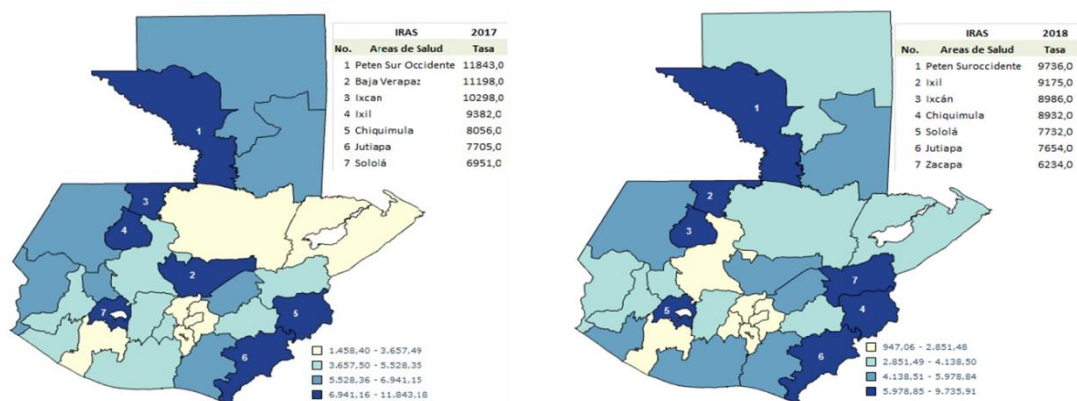 IRAS 2017
No. Areas de Salud Tasa
1 Peten Sur Occidente 11843,0
2 Baja Verapaz 11198,0
3 Ixcan 10298,0
4 Ixil 9382,0
5 Chiquimula 8056,0
6 Jutiapa 7705,0
7 Sololá 6951,0
1
3
4
2
7
5
6
1.458,40 - 3.657,49
3.657,50 - 5.528,35
5.528,36 - 6.941,15
6.941,16 - 11.843,18
IRAS 2018
No. Areas de Salud Tasa
1 Peten Suroccidente 9736,0
2 Ixil 9175,0
3 Ixcán 8986,0
4 Chiquimula 8932,0
5 Sololá 7732,0
6 Jutiapa 7654,0
7 Zacapa 6234,0
1
2
3
7
5
4
6
947,06 - 2.851,48
2.851,49 - 4.138,50
4.138,51 - 5.978,84
5.978,85 - 9.735,91